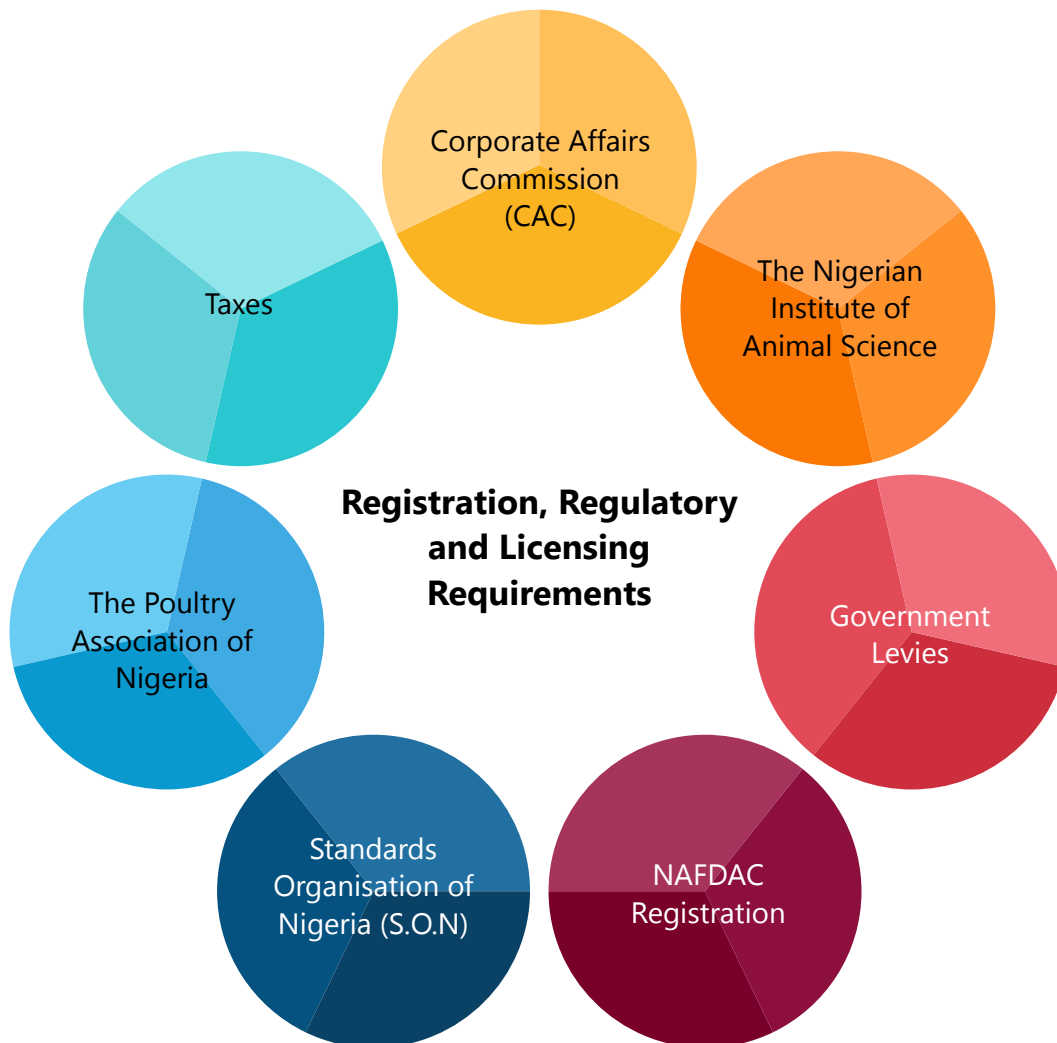 Corporate Affairs
Commission
(CAC)
The Nigerian
Institute of
Animal Science
Taxes
Registration, Regulatory
and Licensing
Requirements
Government
Levies
The Poultry
Association of
Nigeria
Standards
Organisation of
Nigeria (S.O.N)
NAFDAC
Registration